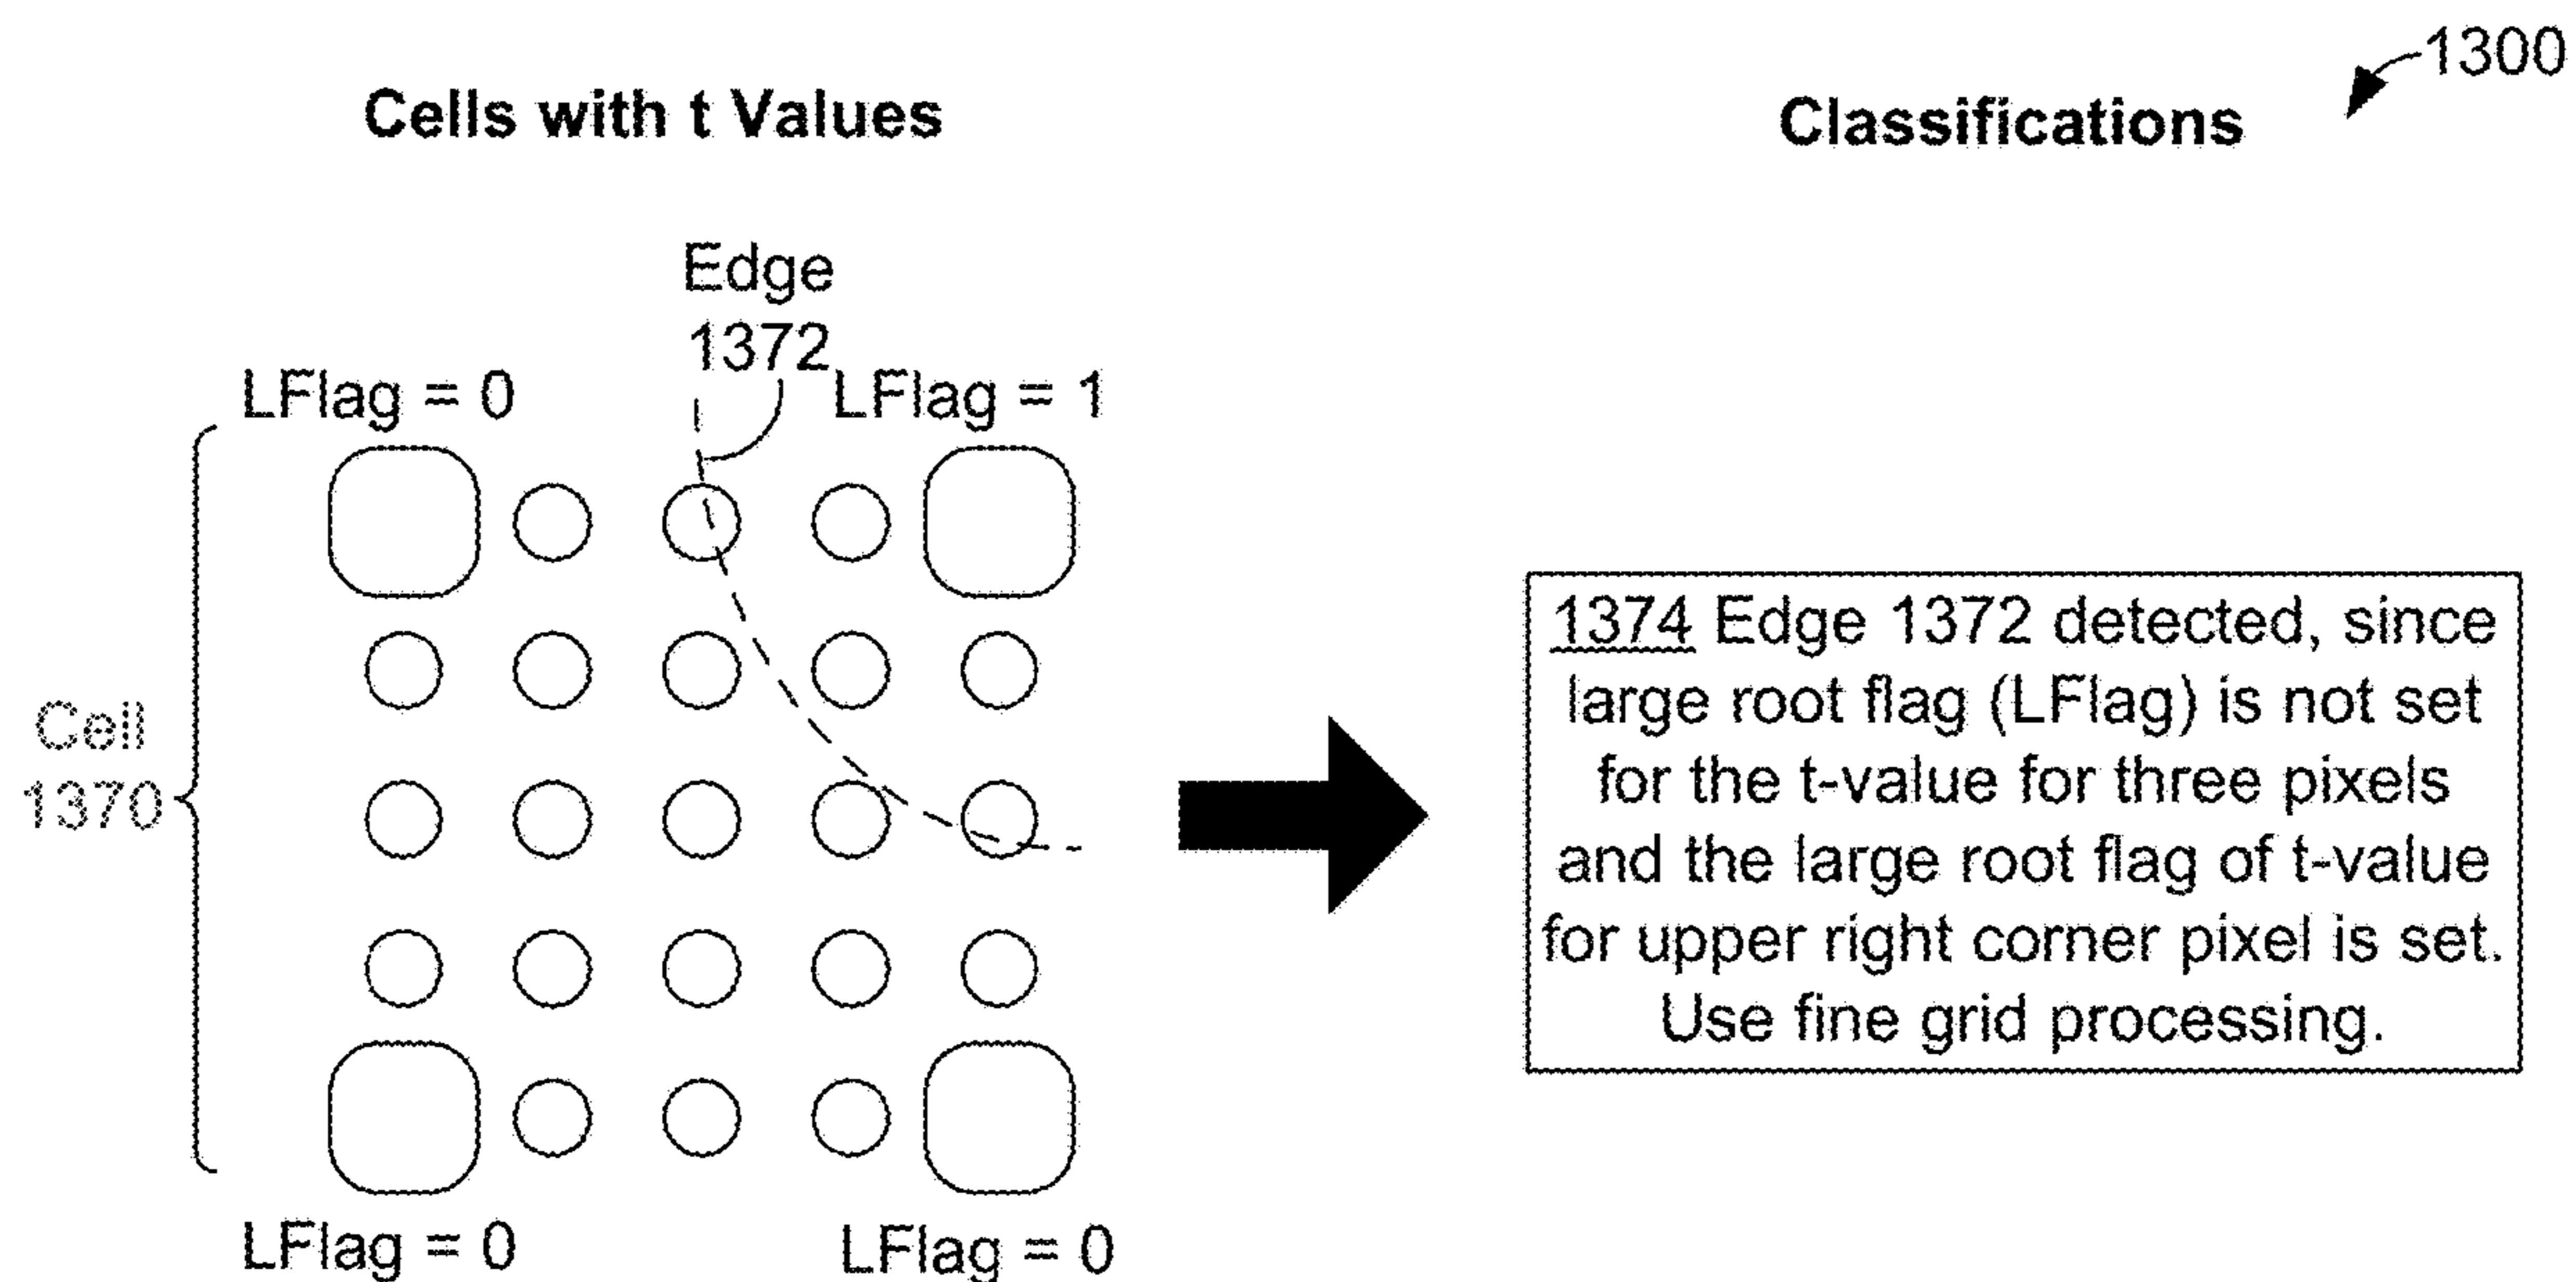 1300
Cells with t Values
Classifications
Edge
1372
LFlag = 0
LFlag = 1
Cell
1370
1374 Edge 1372 detected, since
large root flag (LFlag) is not set
for the t-value for three pixels
and the large root flag of t-value
for upper right corner pixel is set.
Use fine grid processing.
LFlag = 0
LFlag = 0